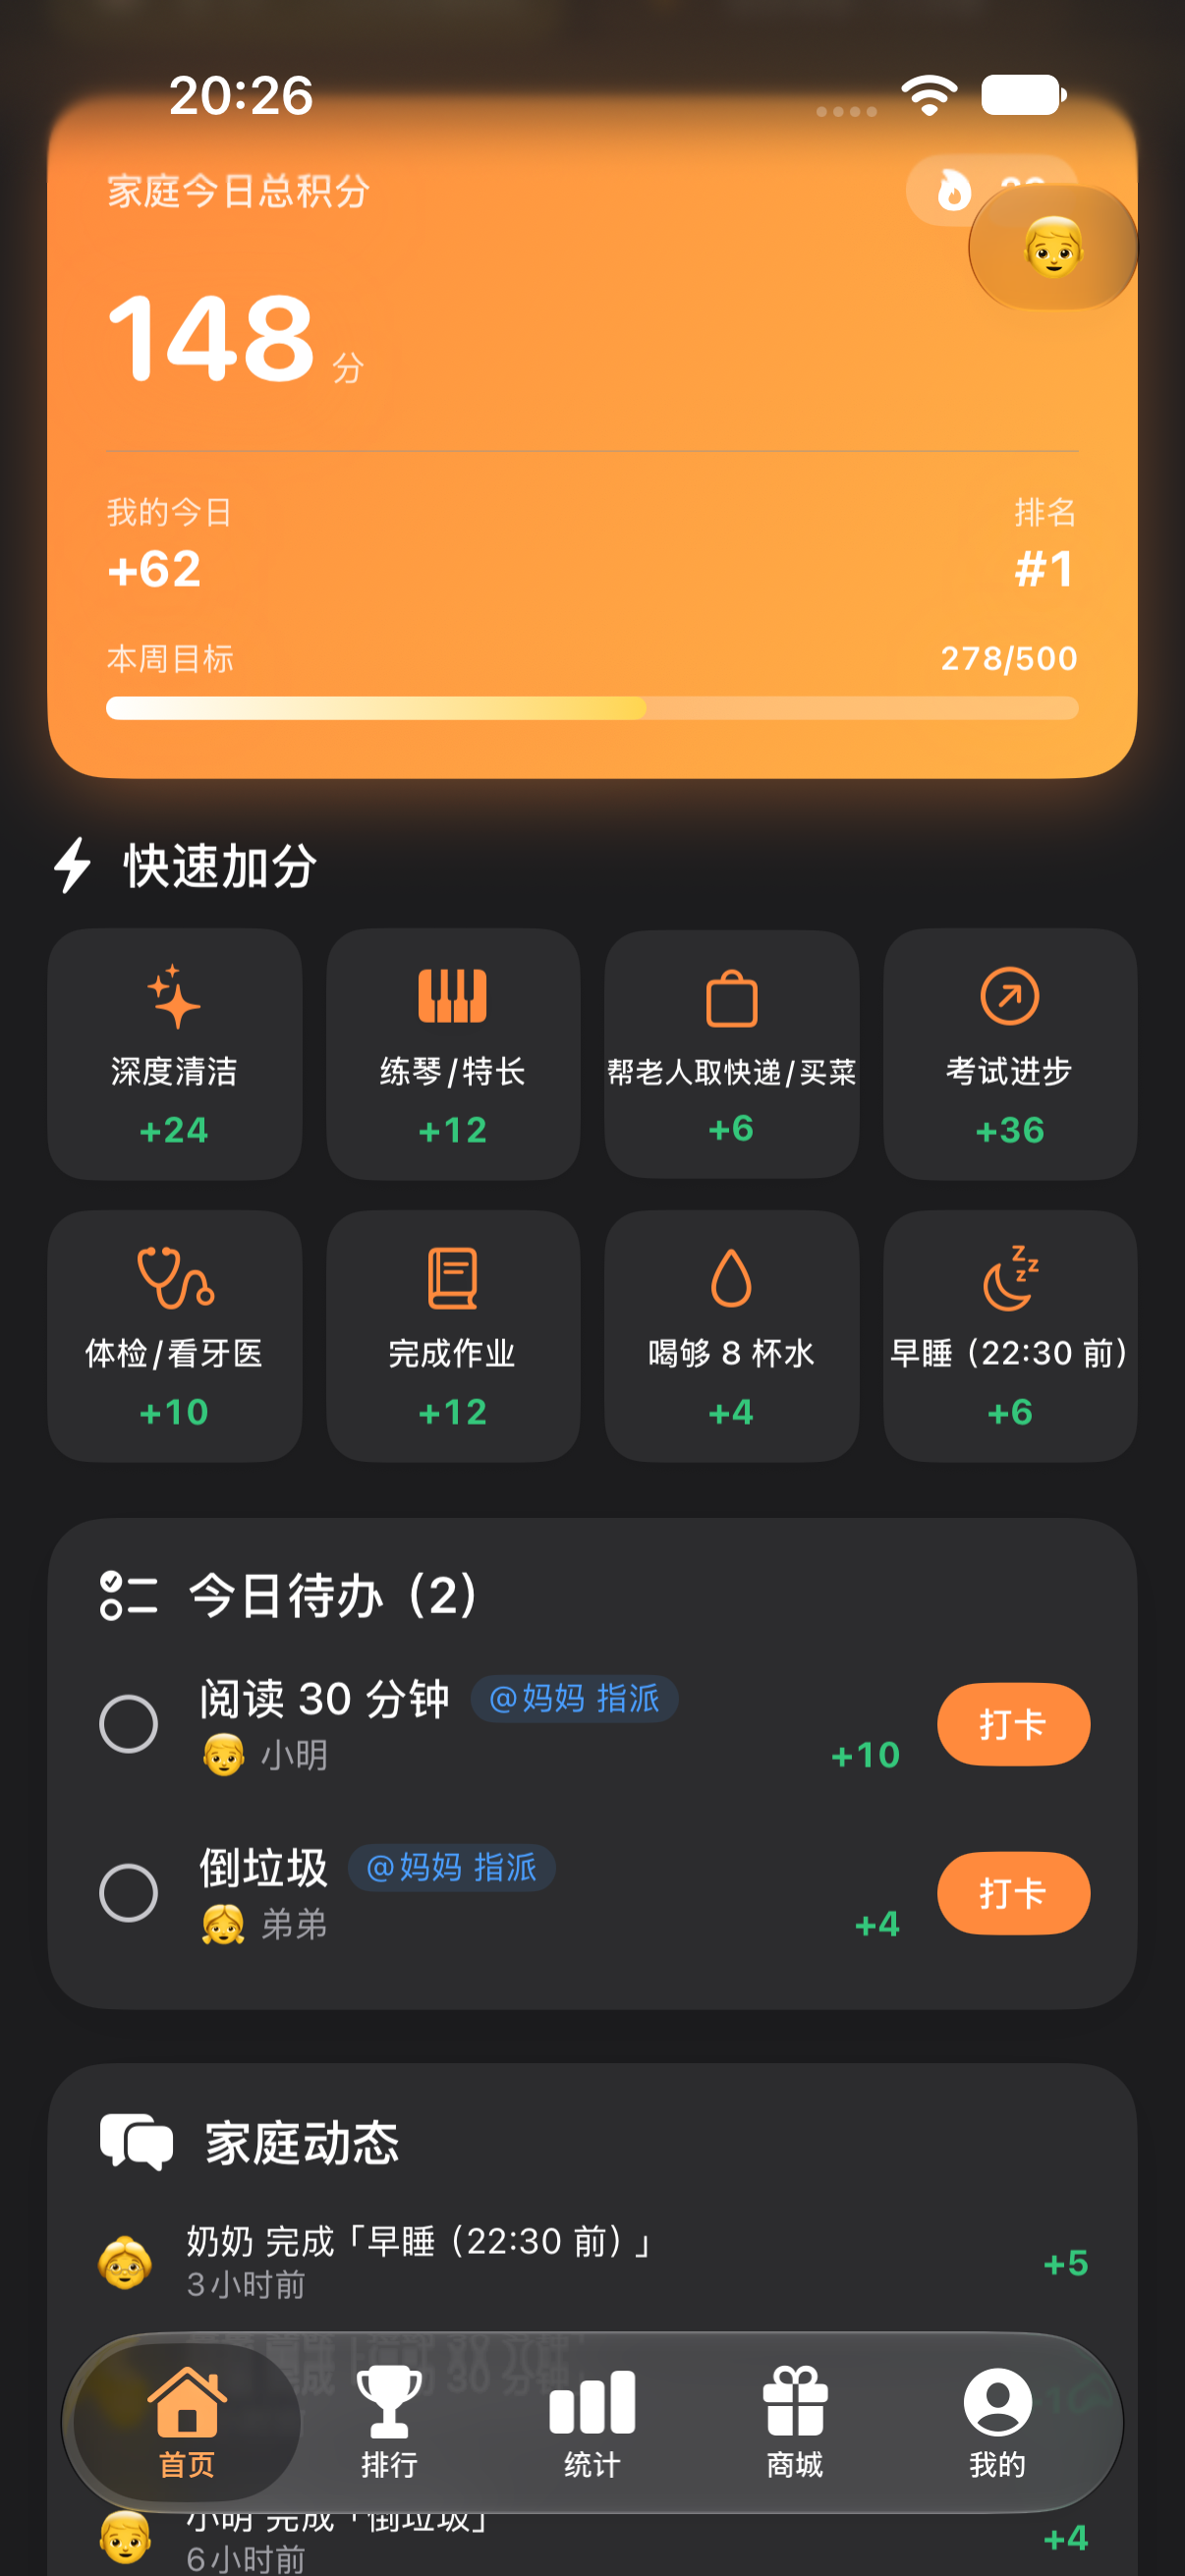 20:26
家庭今日总积分
148 分
我的今日
排名
+62
#1
本周目标
278/500
快速加分
深度清洁
+24
练琴/特长
+12
帮老人取快递/买菜
+6
考试进步
+36
体检/看牙医
+10
完成作业
+12
喝够 8 杯水
+4
早睡（22:30 前）
+6
今日待办（2）
阅读 30 分钟
@妈妈 指派
小明
+10
打卡
倒垃圾
@妈妈 指派
弟弟
+4
打卡
家庭动态
奶奶 完成「早睡（22:30 前）」
3小时前
+5
首页
排行
统计
商城
我的
小明 完成「倒垃圾」
6小时前
+4